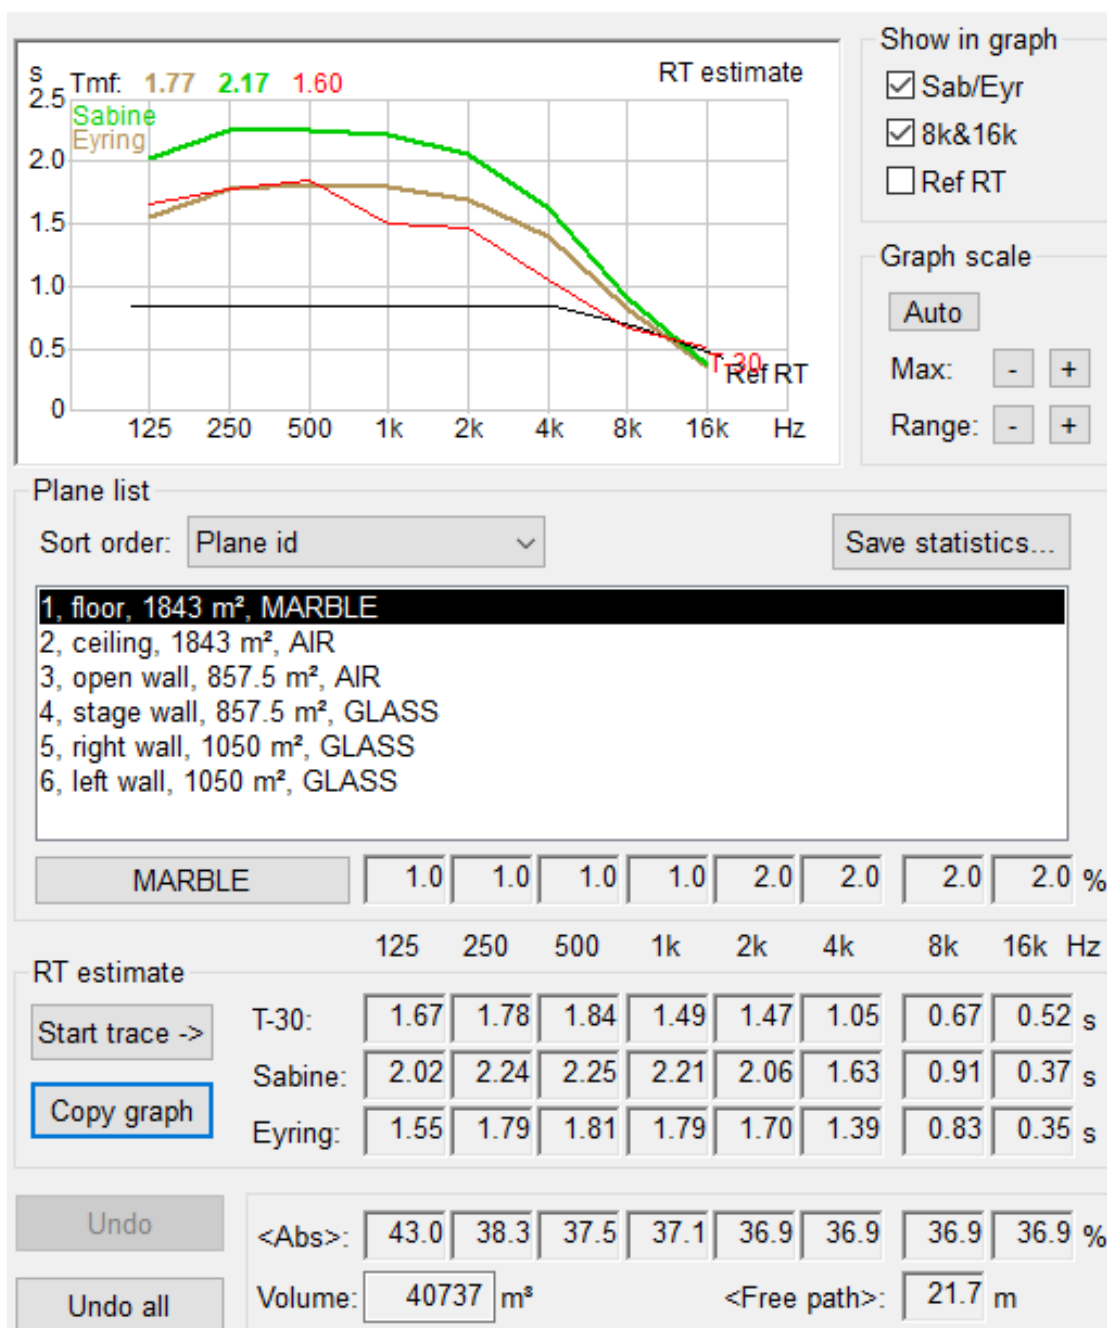 Show in graph
s Tmf: 1.77 2.17 1.60 RT estimate
Sab/Eyr
2.5
Sabine
8k&16k
Eyring
2.0
Ref RT
1.5
Graph scale
1.0
Auto
0.5
T-30
Ref RT
Max: - +
0
125 250 500 1k 2k 4k 8k 16k Hz
Range: - +
Plane list
Sort order: Plane id Save statistics...
1, floor, 1843 m², MARBLE
2, ceiling, 1843 m², AIR
3, open wall, 857.5 m², AIR
4, stage wall, 857.5 m², GLASS
5, right wall, 1050 m², GLASS
6, left wall, 1050 m², GLASS
MARBLE 1.0 1.0 1.0 1.0 2.0 2.0 2.0 2.0 %
125 250 500 1k 2k 4k 8k 16k Hz
RT estimate
Start trace -> T-30: 1.67 1.78 1.84 1.49 1.47 1.05 0.67 0.52 s
Sabine: 2.02 2.24 2.25 2.21 2.06 1.63 0.91 0.37 s
Copy graph
Eyring: 1.55 1.79 1.81 1.79 1.70 1.39 0.83 0.35 s
Undo
<Abs>: 43.0 38.3 37.5 37.1 36.9 36.9 36.9 36.9 %
Undo all Volume: 40737 m³ <Free path>: 21.7 m